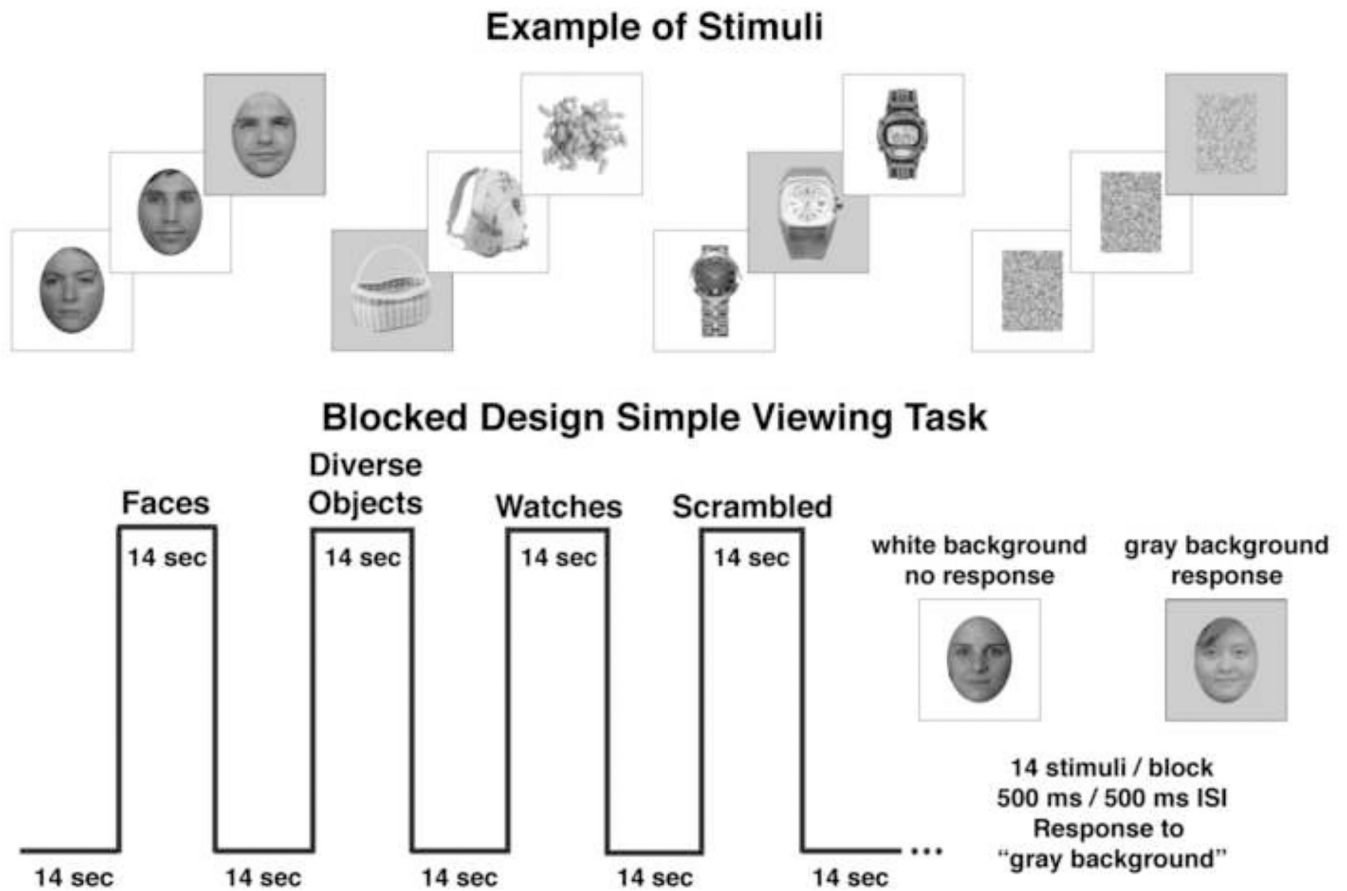 Example of Stimuli
Blocked Design Simple Viewing Task
Faces
Diverse
Objects
Watches
Scrambled
14 sec
14 sec
14 sec
14 sec
white background
no response
gray background
response
14 stimuli / block
500 ms / 500 ms ISI
Response to
“gray background”
14 sec
14 sec
14 sec
14 sec
14 sec
...